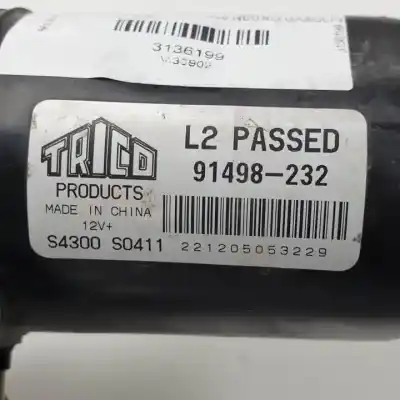 3136199
TRICO
PRODUCTS
MADE IN CHINA
12V+
S4300 S0411
L2 PASSED
91498-232
221205053229